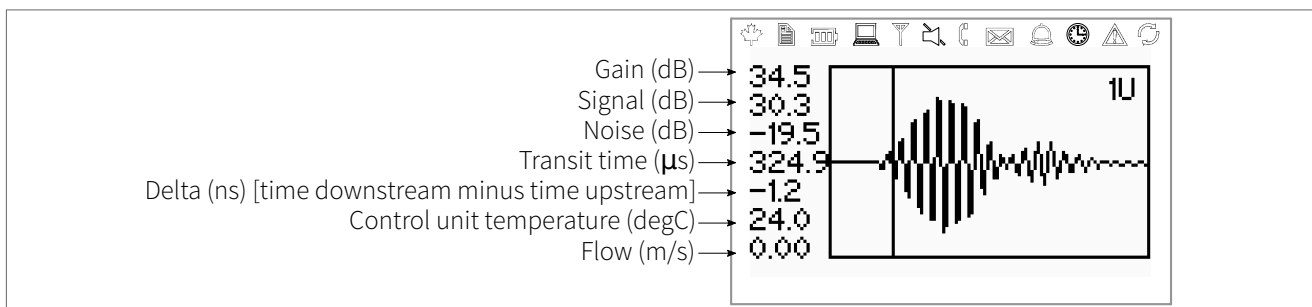 Gain (dB) 34.5
Signal (dB) 30.3
Noise (dB) -19.5
Transit time (µs) 324.9
Delta (ns) [time downstream minus time upstream] -1.2
Control unit temperature (degC) 24.0
Flow (m/s) 0.00
1U